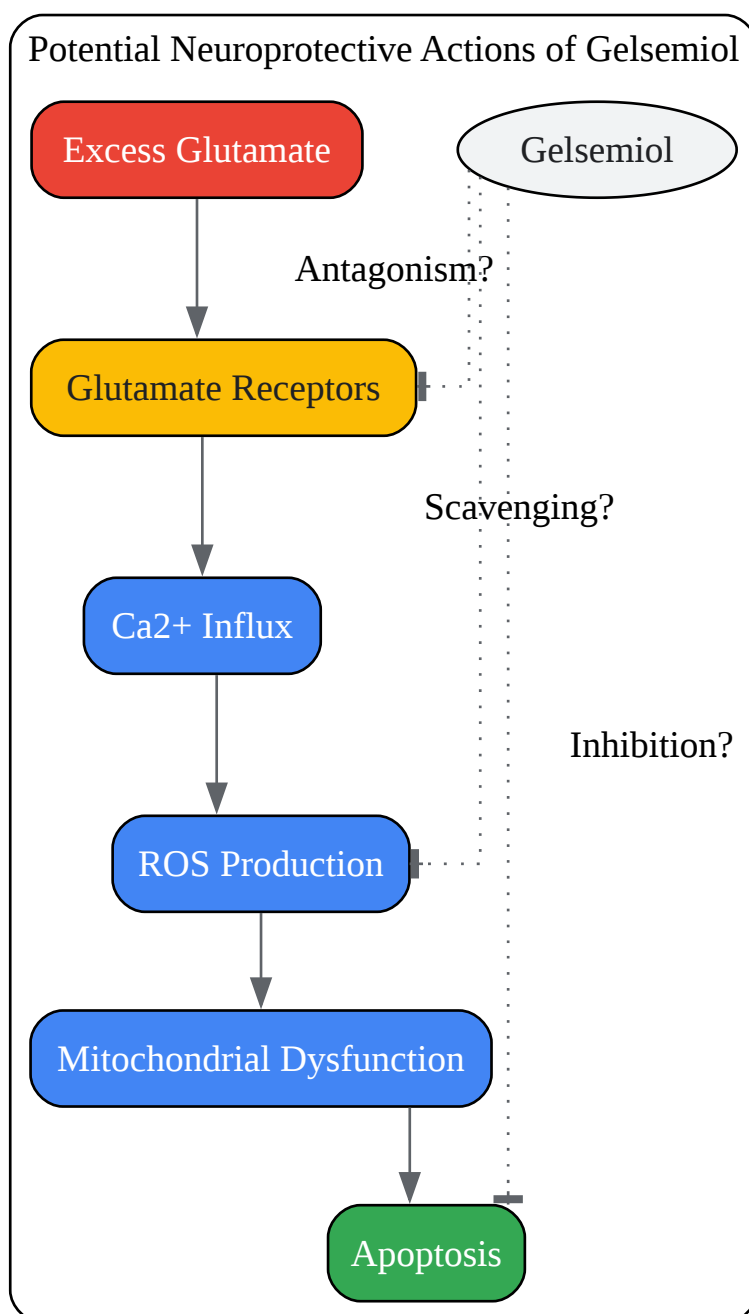 Potential Neuroprotective Actions of Gelsemiol
Excess Glutamate
Gelsemiol
Antagonism?
Glutamate Receptors
Scavenging?
Ca2+ Influx
Inhibition?
ROS Production
Mitochondrial Dysfunction
Apoptosis